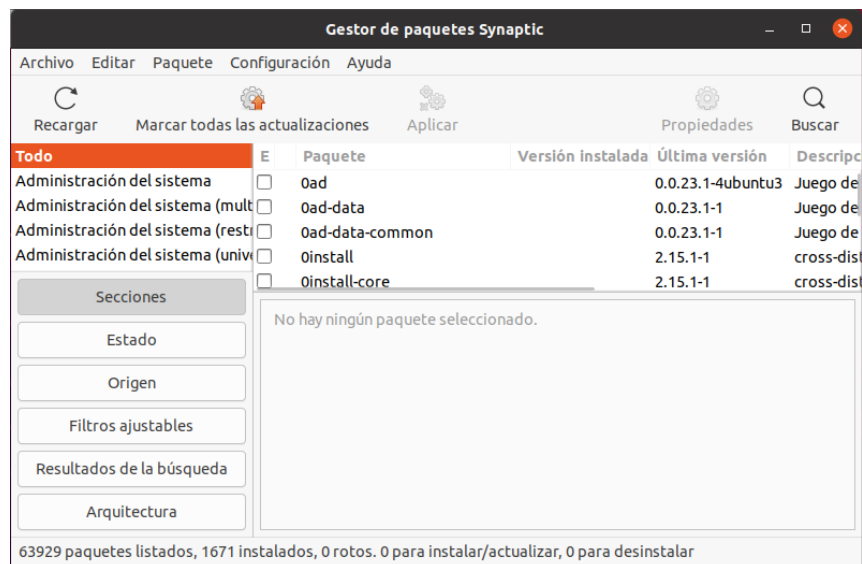 Gestor de paquetes Synaptic
Archivo Editar Paquete Configuración Ayuda
Recargar Marcar todas las actualizaciones Aplicar Propiedades Buscar
Todo
Administración del sistema
Administración del sistema (mult
Administración del sistema (restr
Administración del sistema (unive
E Paquete Versión instalada Última versión Descripc
0ad 0.0.23.1-4ubuntu3 Juego de
0ad-data 0.0.23.1-1 Juego de
0ad-data-common 0.0.23.1-1 Juego de
0install 2.15.1-1 cross-dist
0install-core 2.15.1-1 cross-dist
Secciones
Estado
Origen
Filtros ajustables
Resultados de la búsqueda
Arquitectura
No hay ningún paquete seleccionado.
63929 paquetes listados, 1671 instalados, 0 rotos. 0 para instalar/actualizar, 0 para desinstalar